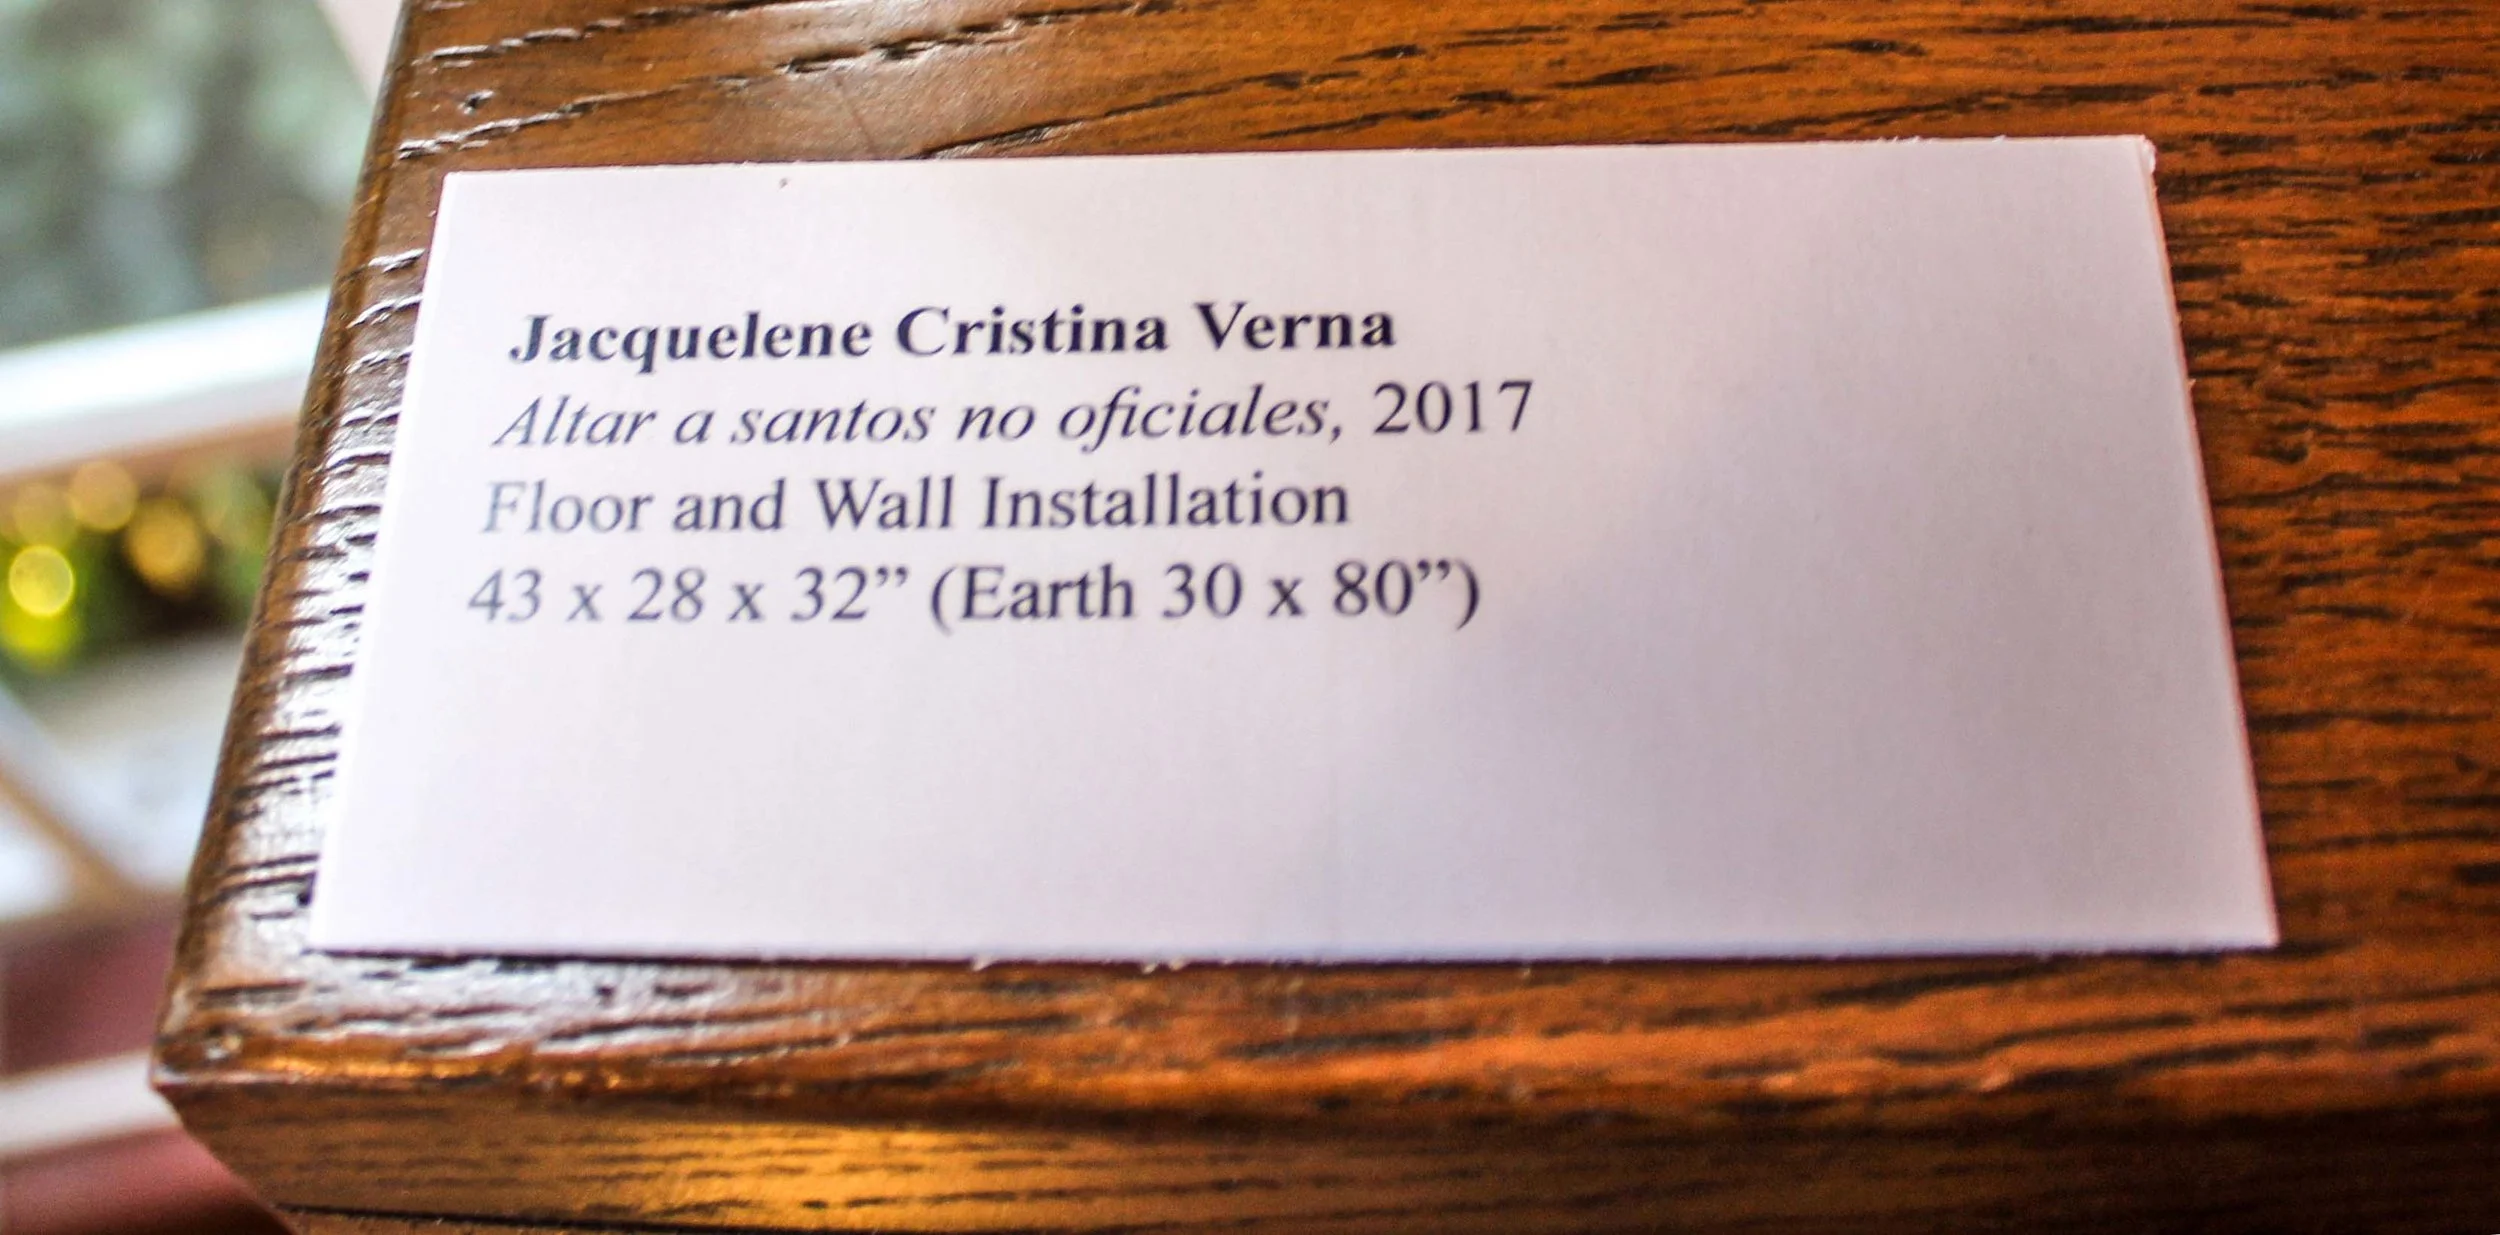 Jacquelene Cristina Verna
Altar a santos no oficiales, 2017
Floor and Wall Installation
43 x 28 x 32” (Earth 30 x 80”)